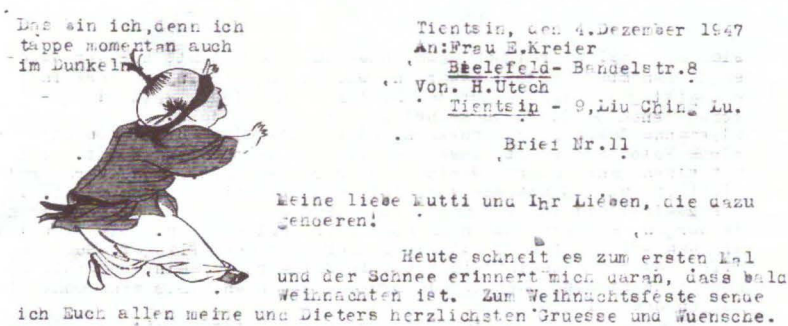 Das bin ich,denn ich
tappe momentan auch
im Dunkeln
Tientsin, den 4.Dezember 1947
An:Frau E.Kreier
Bielefeld- Bendelstr.8
Von. H.Utech
Tientsin - 9,Liu Ching Lu.
Brief Nr.11
Meine liebe Mutti und Ihr Lieben, die dazu
gehoeren!
Heute schneit es zum ersten Mal
und der Schnee erinnert mich daran, dass bald
Weihnachten ist. Zum Weihnachtsfeste sende
ich Euch allen meine und Dieters herzlichsten Gruesse und Wuensche.